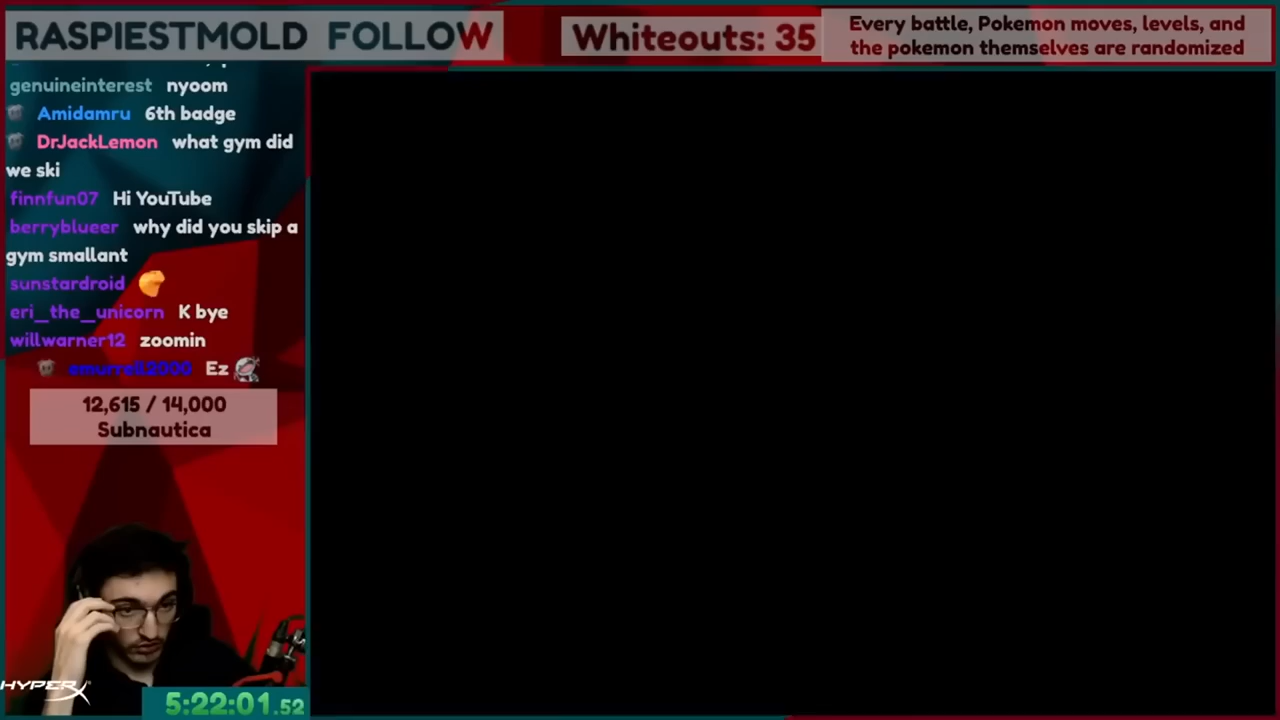 RASPIESTMOLD FOLLOW
Whiteouts: 35
Every battle, Pokemon moves, levels, and
the pokemon themselves are randomized
genuineinterest nyoom
Amidamru 6th badge
DrJackLemon what gym did
we ski
finnfun07 Hi YouTube
berryblueer why did you skip a
gym smallant
sunstardroid
eri_the_unicorn K bye
willwarner12 zoomin
Ez
12,615 / 14,000
Subnautica
HYPERX
5:22:01.52